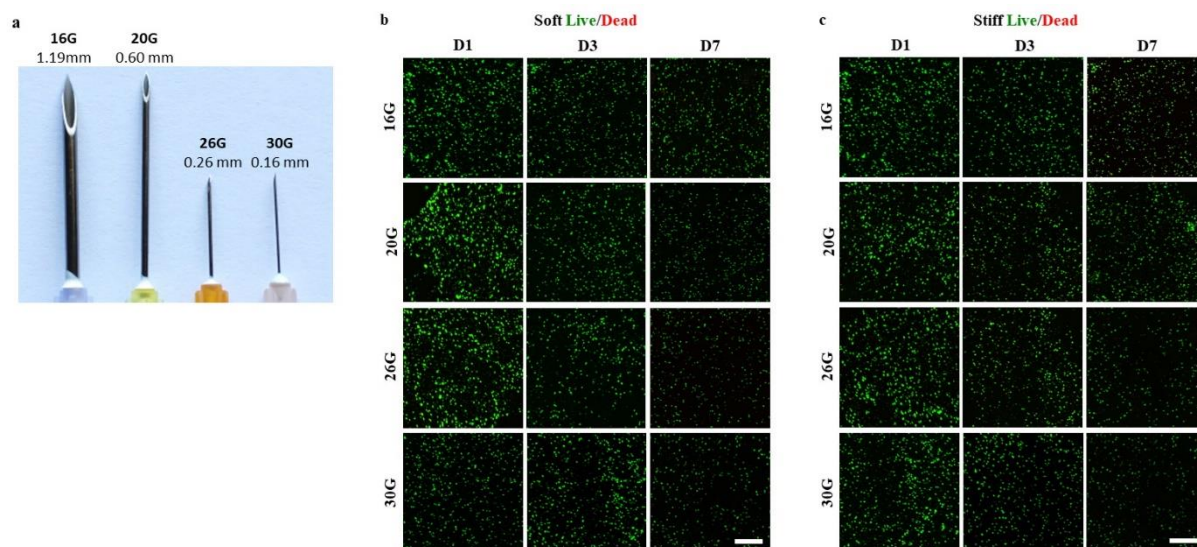 a
16G
1.19mm
20G
0.60 mm
26G
0.26 mm
30G
0.16 mm
b
Soft Live/Dead
D1 D3 D7
16G
20G
26G
30G
c
Stiff Live/Dead
D1 D3 D7
16G
20G
26G
30G